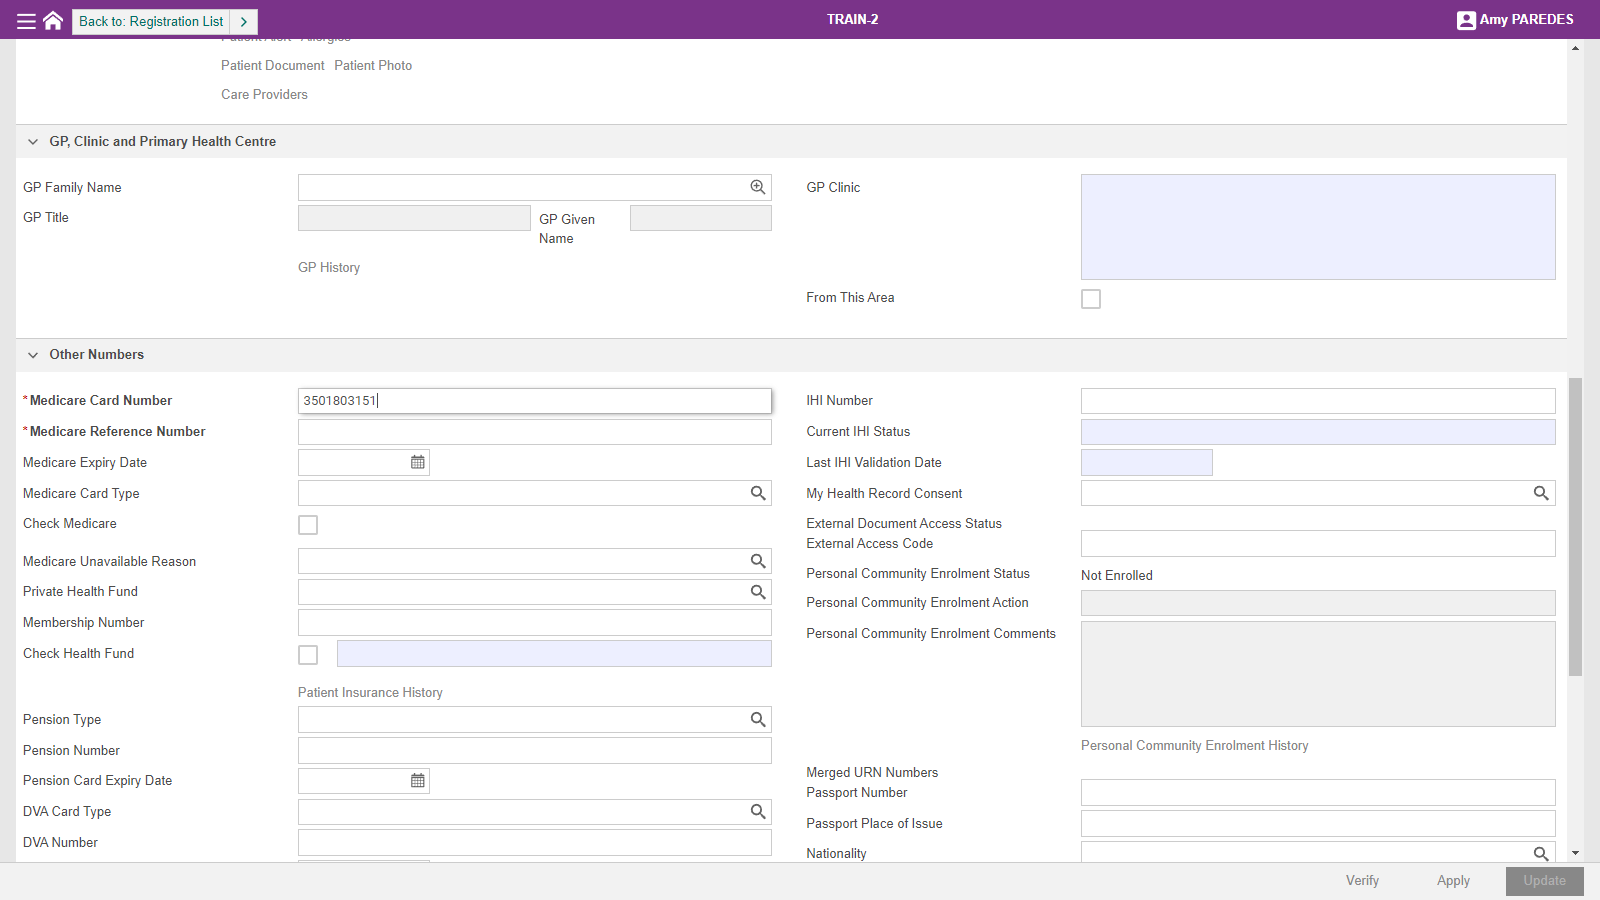 Back to: Registration List
TRAIN-2
Amy PAREDES
Patient Alert Allergies
Patient Document Patient Photo
Care Providers
GP, Clinic and Primary Health Centre
GP Family Name
GP Title
GP Given Name
GP History
GP Clinic
From This Area
Other Numbers
*Medicare Card Number 3501803151
*Medicare Reference Number
Medicare Expiry Date
Medicare Card Type
Check Medicare
Medicare Unavailable Reason
Private Health Fund
Membership Number
Check Health Fund
Patient Insurance History
Pension Type
Pension Number
Pension Card Expiry Date
DVA Card Type
DVA Number
IHI Number
Current IHI Status
Last IHI Validation Date
My Health Record Consent
External Document Access Status
External Access Code
Personal Community Enrolment Status Not Enrolled
Personal Community Enrolment Action
Personal Community Enrolment Comments
Personal Community Enrolment History
Merged URN Numbers
Passport Number
Passport Place of Issue
Nationality
Verify Apply Update